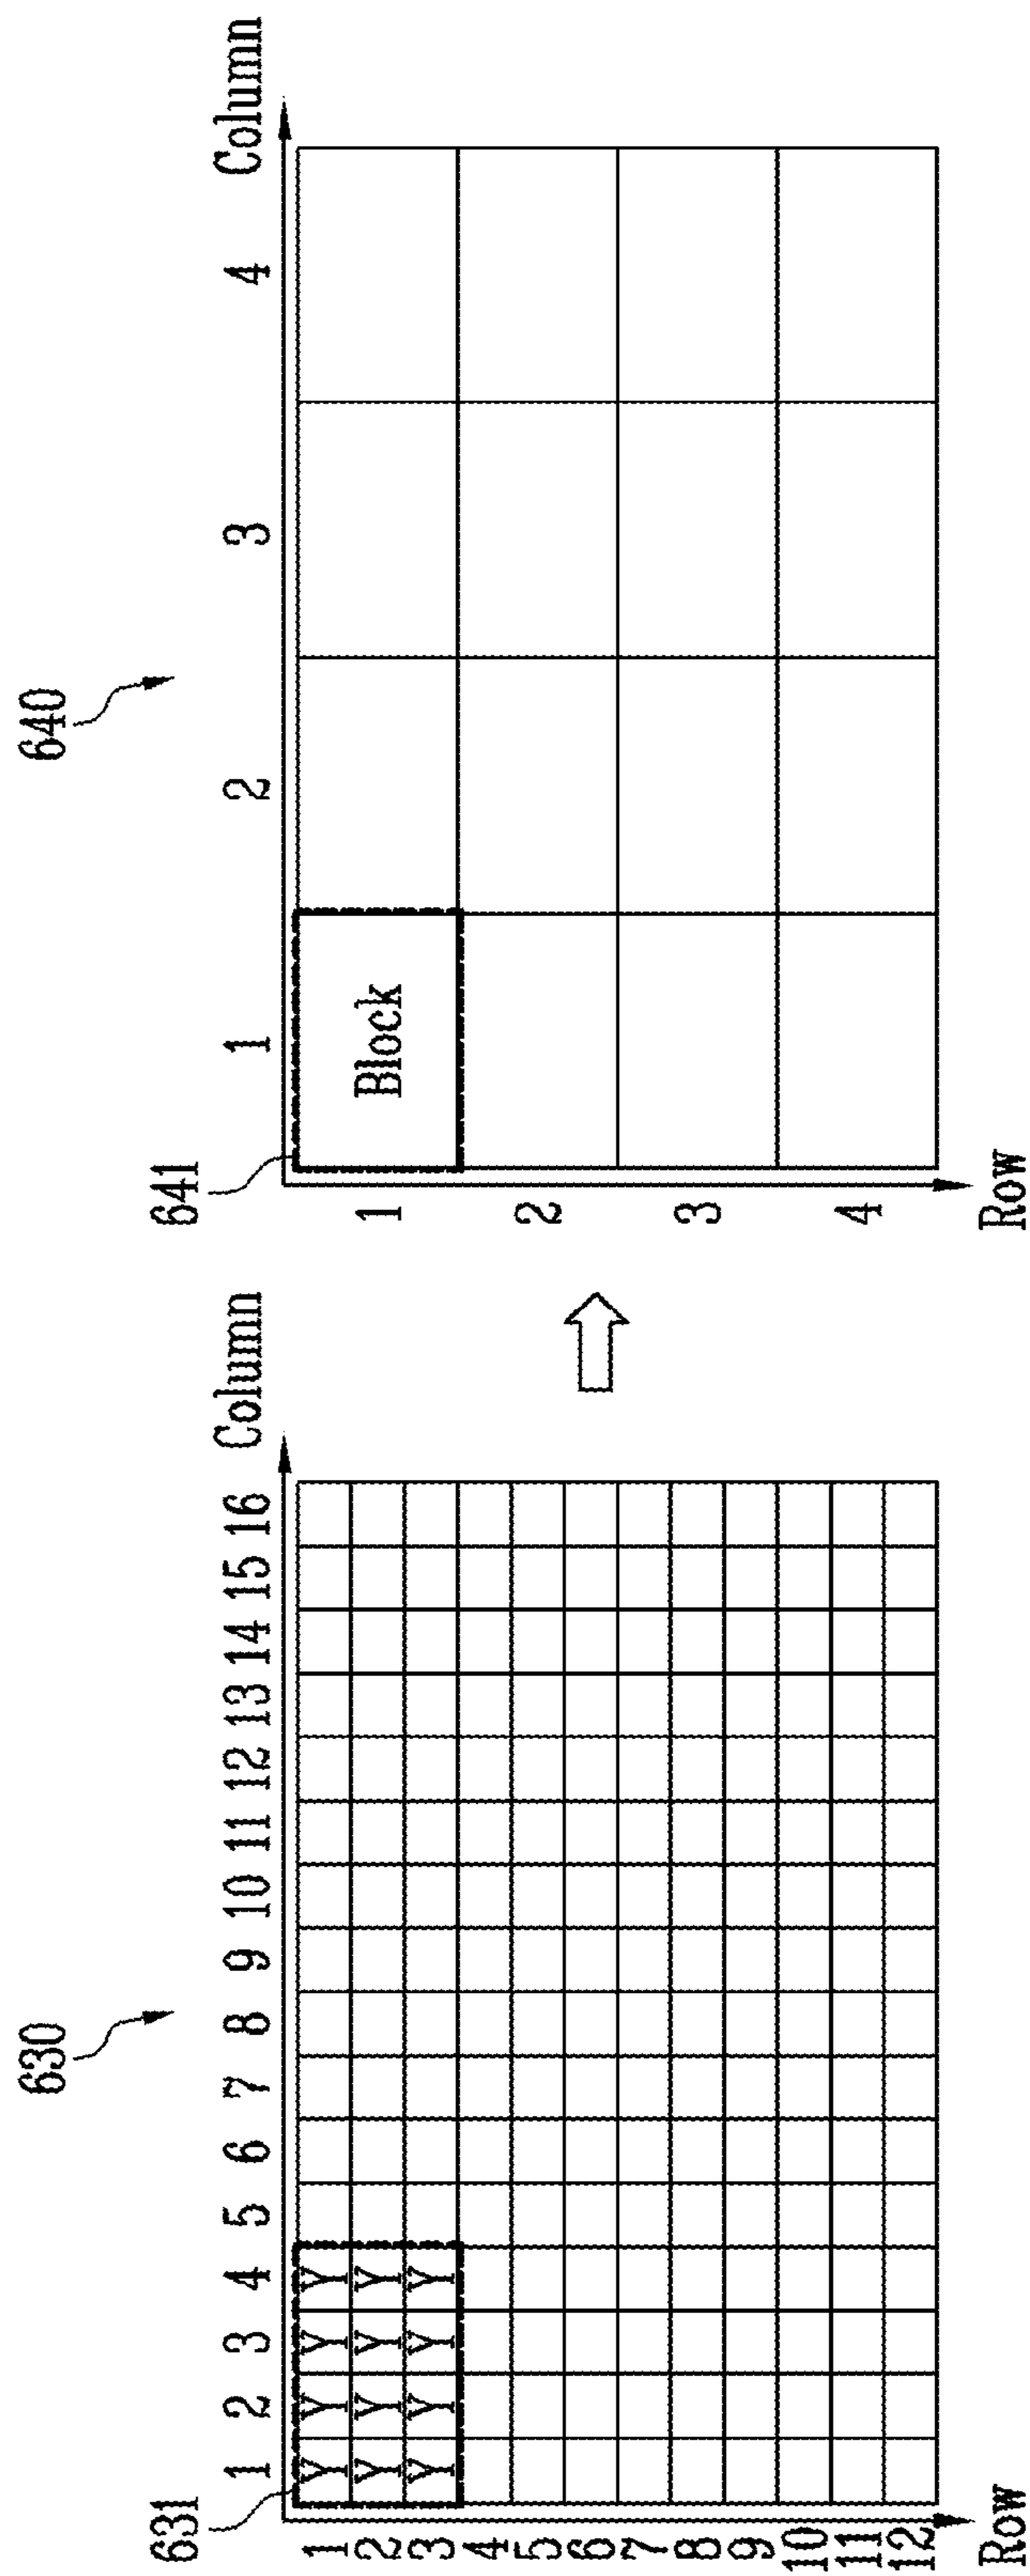 630
631
1 2 3 4 5 6 7 8 9 10 11 12 13 14 15 16 Column
1 Y Y Y Y
2 Y Y Y Y
3 Y Y Y Y
4
5
6
7
8
9
10
11
12
Row
640
641
1 2 3 4 Column
1 Block
2
3
4
Row